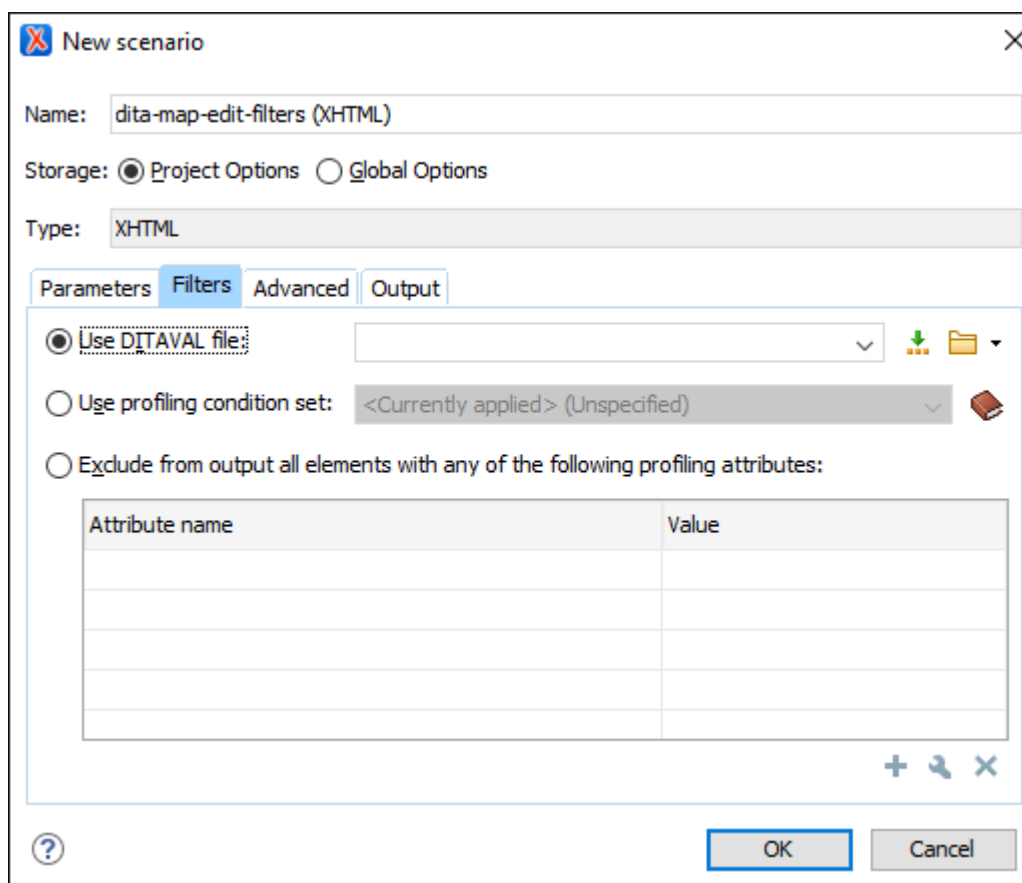 New scenario
Name: dita-map-edit-filters (XHTML)
Storage: Project Options Global Options
Type: XHTML
Parameters Filters Advanced Output
Use DITAVAL file:
Use profiling condition set: <Currently applied> (Unspecified)
Exclude from output all elements with any of the following profiling attributes:
Attribute name Value
OK Cancel